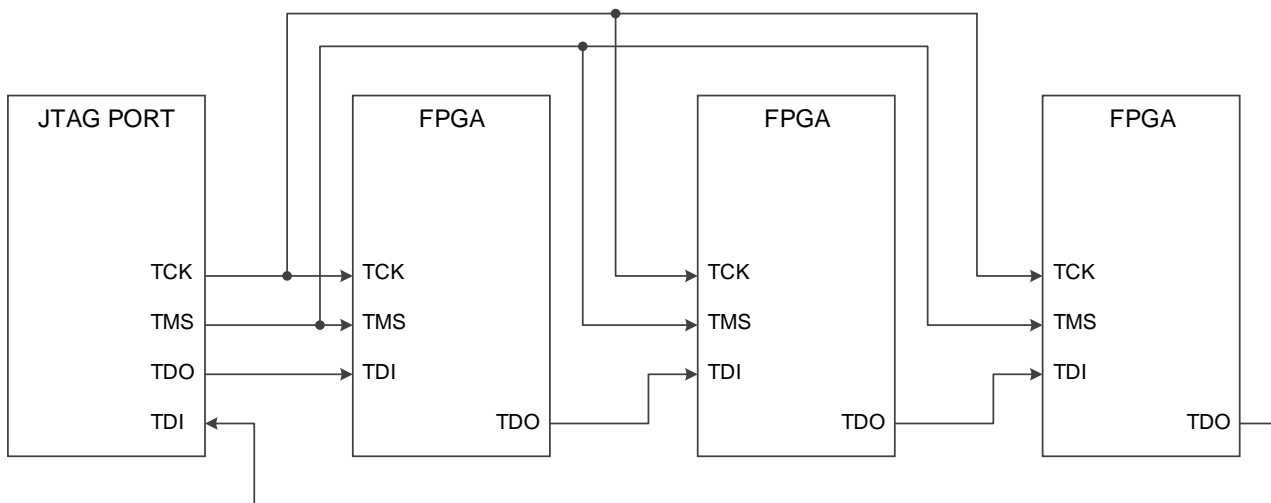 JTAG PORT
TCK
TMS
TDO
TDI
FPGA
TCK
TMS
TDI
TDO
FPGA
TCK
TMS
TDI
TDO
FPGA
TCK
TMS
TDI
TDO